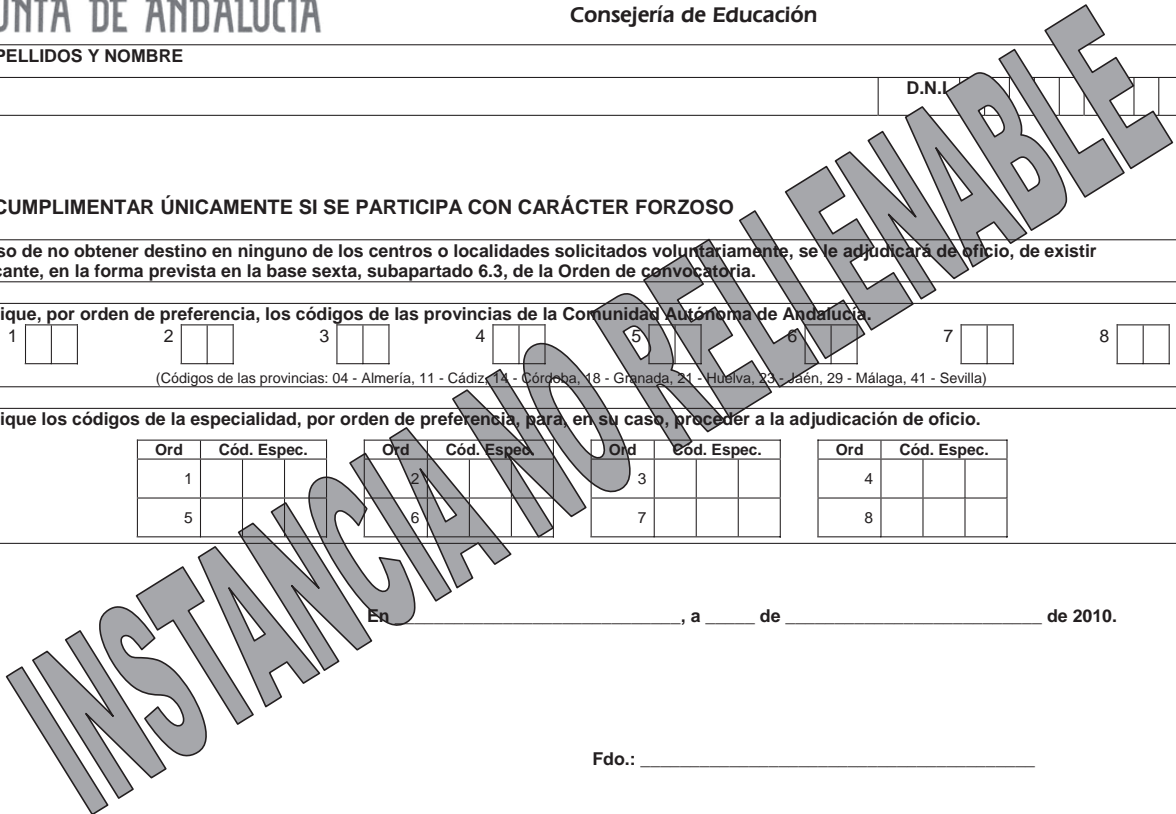 UNTA DE ANDALUCIA
Consejería de Educación
PELLIDOS Y NOMBRE
D.N.I.
CUMPLIMENTAR ÚNICAMENTE SI SE PARTICIPA CON CARÁCTER FORZOSO
so de no obtener destino en ninguno de los centros o localidades solicitados voluntariamente, se le adjudicará de oficio, de existir
cante, en la forma prevista en la base sexta, subapartado 6.3, de la Orden de convocatoria.
ique, por orden de preferencia, los códigos de las provincias de la Comunidad Autónoma de Andalucía.
1 2 3 4 5 6 7 8
(Códigos de las provincias: 04 - Almería, 11 - Cádiz, 14 - Córdoba, 18 - Granada, 21 - Huelva, 23 - Jaén, 29 - Málaga, 41 - Sevilla)
ique los códigos de la especialidad, por orden de preferencia, para, en su caso, proceder a la adjudicación de oficio.
Ord Cód. Espec. Ord Cód. Espec. Ord Cód. Espec. Ord Cód. Espec.
1 2 3 4
5 6 7 8
En _____________________________, a _____ de __________________________ de 2010.
Fdo.: ________________________________________
INSTANCIA NO RELLENABLE